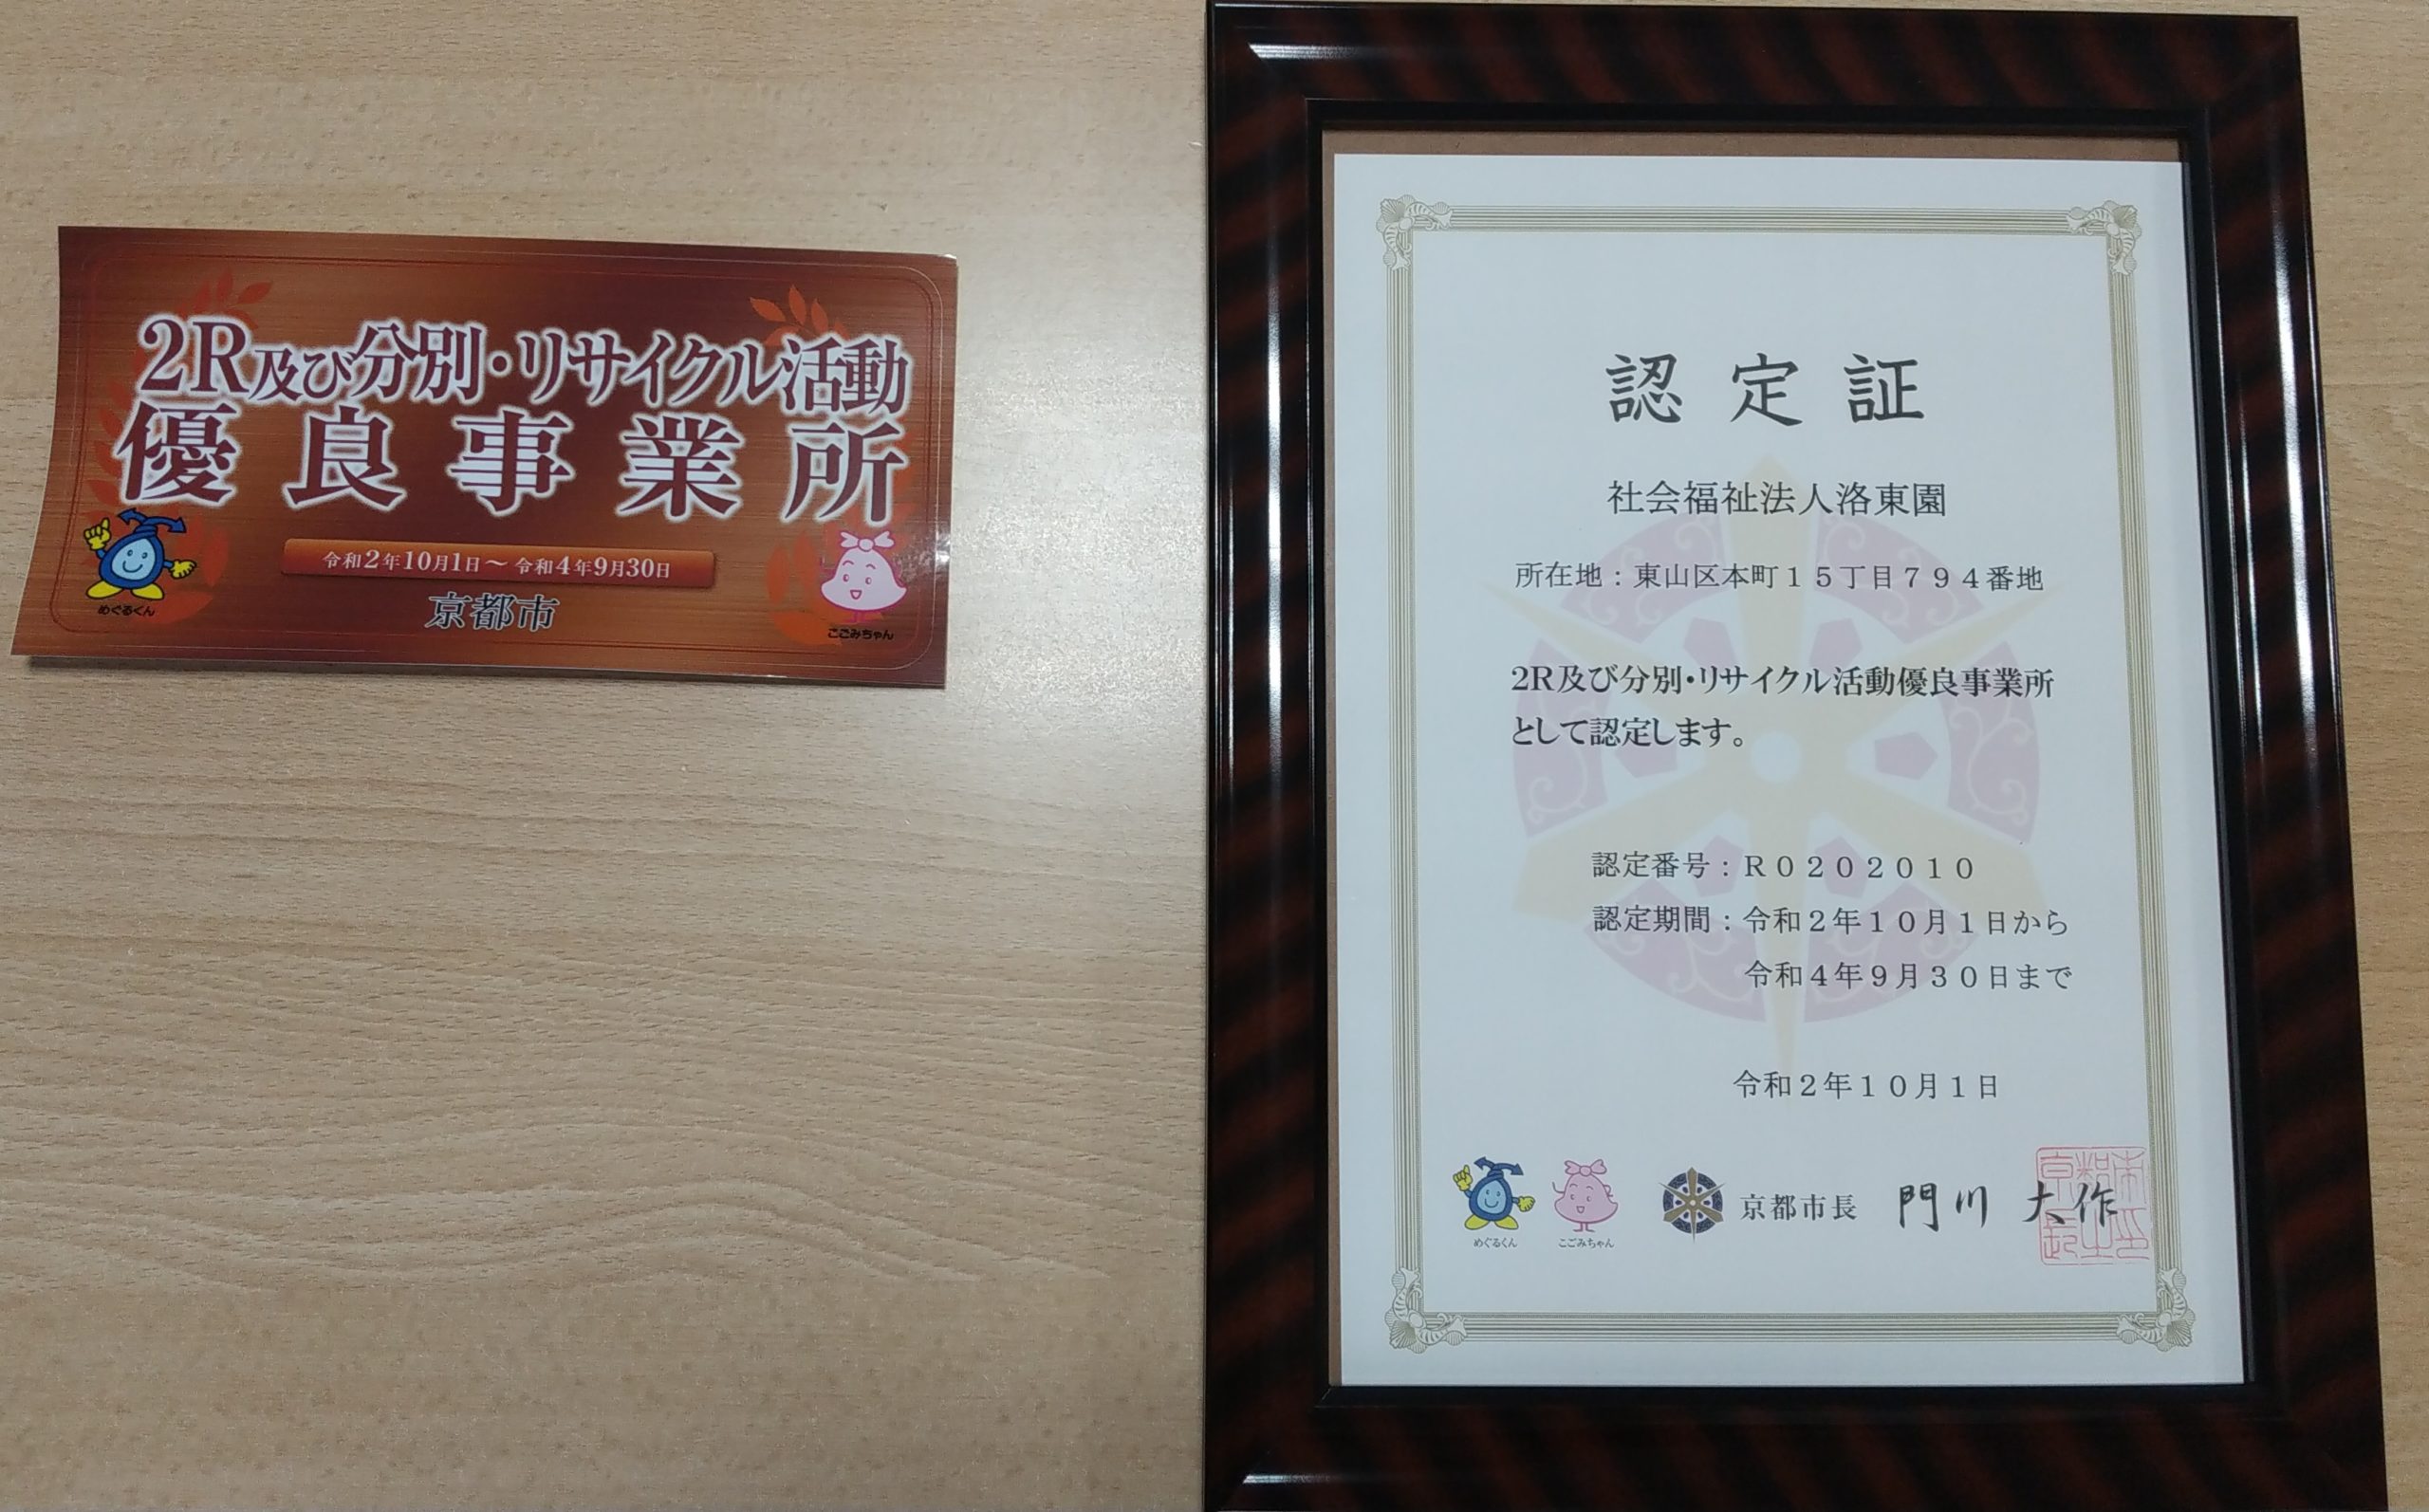 2R及び分別・リサイクル活動
優良事業所
令和2年10月1日～令和4年9月30日
京都市
めぐるくん
こごみちゃん
認定証
社会福祉法人洛東園
所在地：東山区本町１５丁目７９４番地
2R及び分別・リサイクル活動優良事業所
として認定します。
認定番号：Ｒ０２０２０１０
認定期間：令和２年１０月１日から
令和４年９月３０日まで
令和２年１０月１日
めぐるくん
こごみちゃん
京都市長 門川 大作